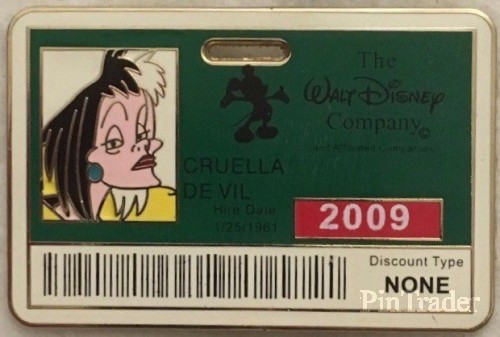 The
WALT DISNEY
Company©
and Affiliated Companies
CRUELLA
DE VIL
Hire Date
1/25/1961
2009
Discount Type
NONE
PinTrader